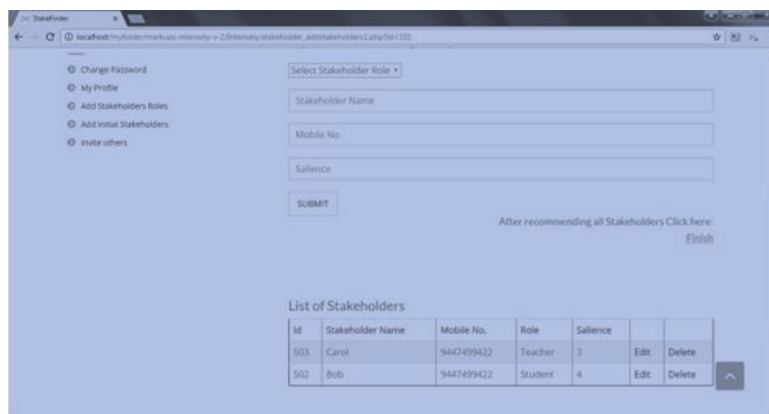 StakeFinder
localhost/myfolder/markups-intensely-v-2/Intensely/stakeholder_addstakeholders1.php?id=101
Change Password
My Profile
Add Stakeholders Roles
Add Initial Stakeholders
Invite others
Select Stakeholder Role
Stakeholder Name
Mobile No
Salience
SUBMIT
After recommending all Stakeholders Click here:
Finish
List of Stakeholders
Id Stakeholder Name Mobile No. Role Salience
503 Carol 9447499422 Teacher 3 Edit Delete
502 Bob 9447499422 Student 4 Edit Delete